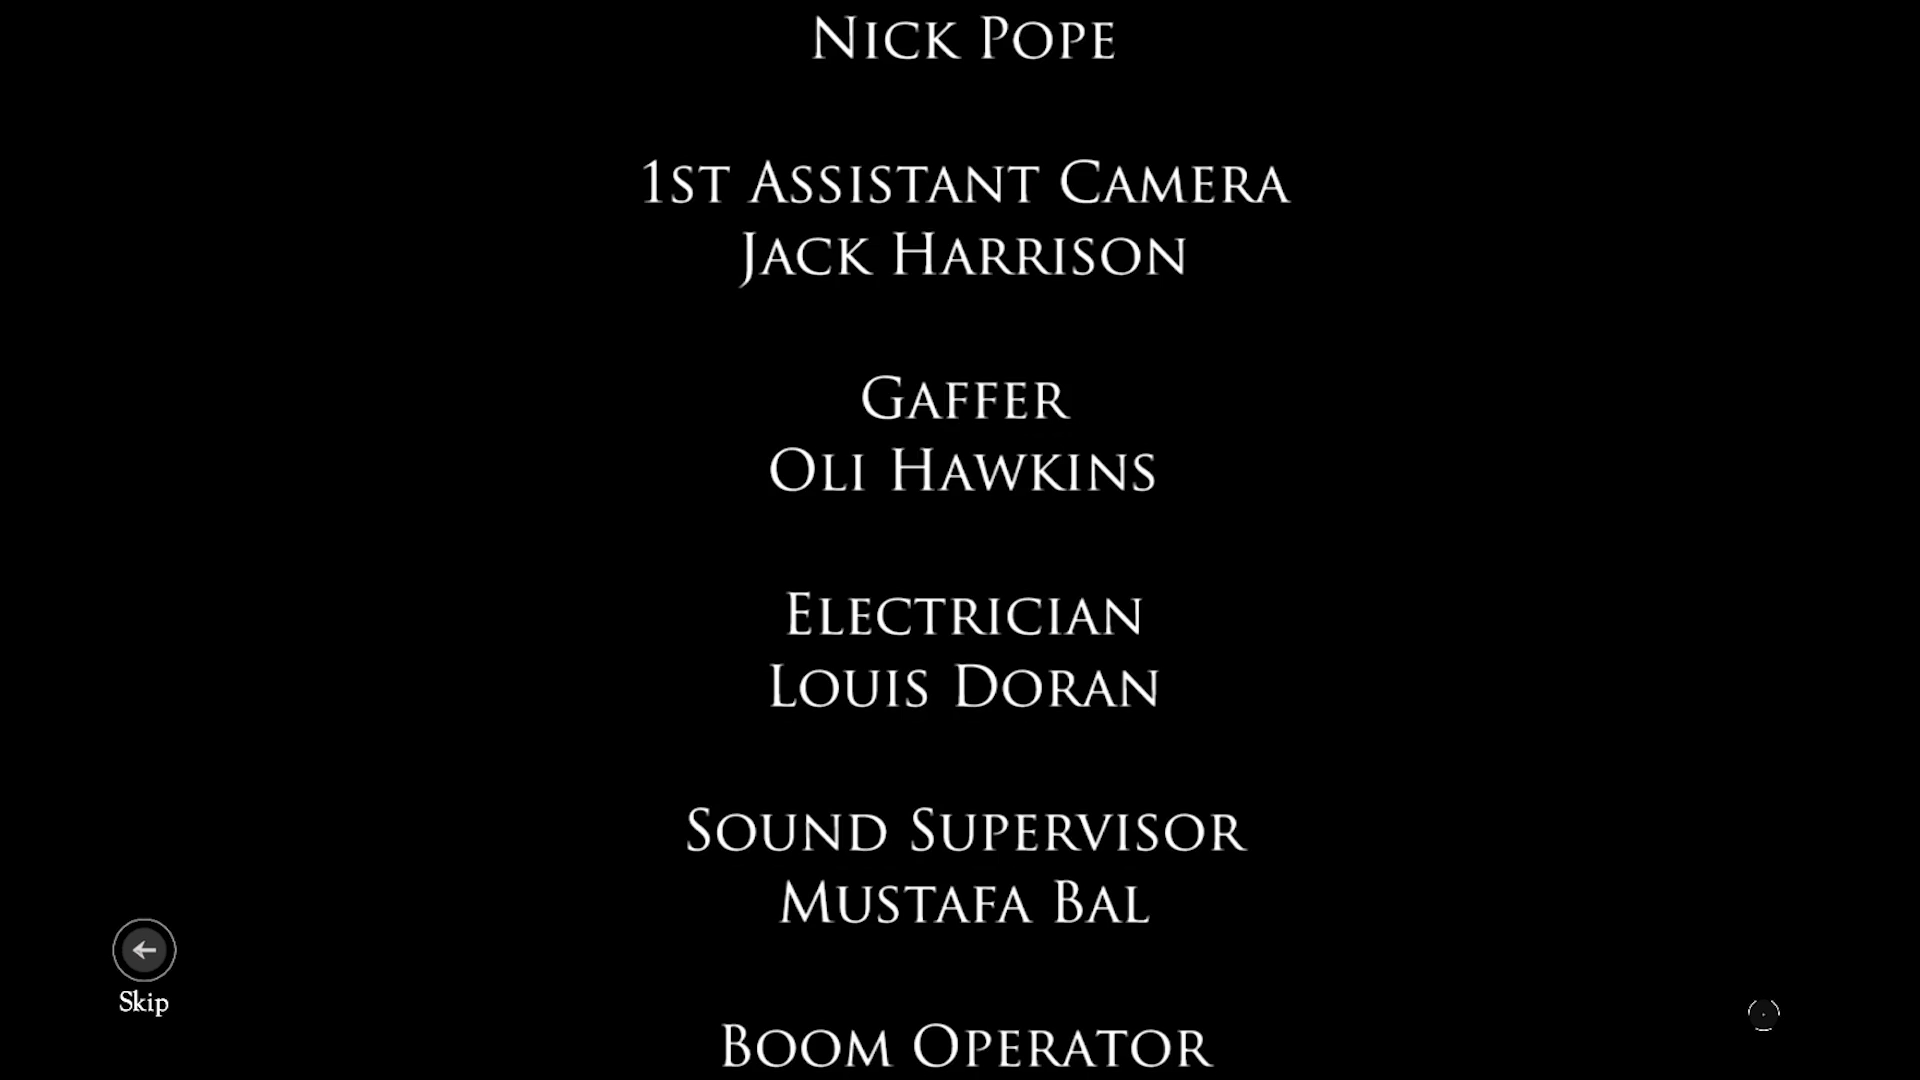 Nick Pope
1st Assistant Camera
Jack Harrison
Gaffer
Oli Hawkins
Electrician
Louis Doran
Sound Supervisor
Mustafa Bal
Skip
Boom Operator